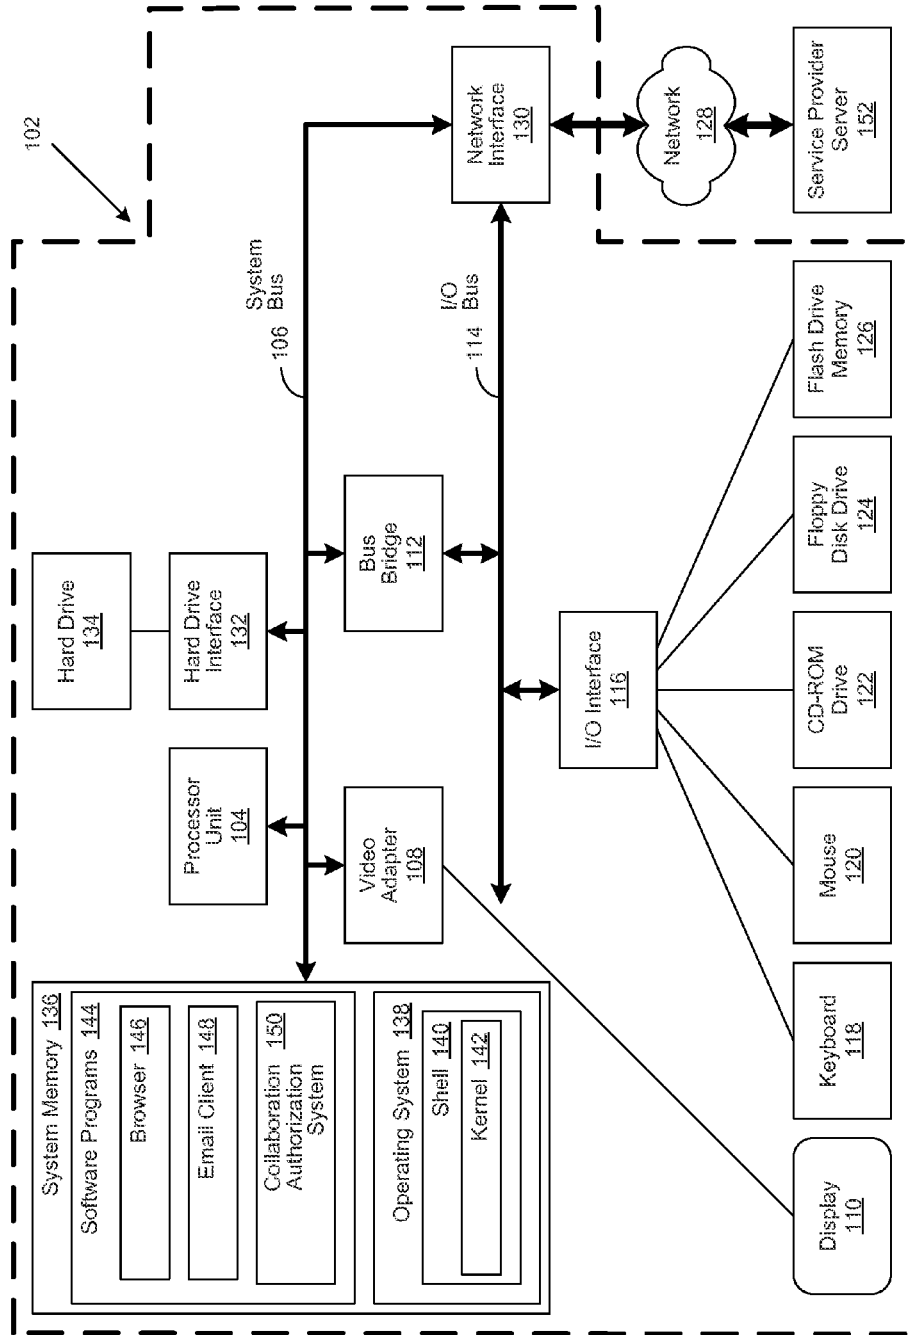 102
System Memory 136
Software Programs 144
Browser 146
Email Client 148
Collaboration 150
Authorization
System
Operating System 138
Shell 140
Kernel 142
Processor
Unit
104
Hard Drive
134
Hard Drive
Interface
132
System
Bus
106
Video
Adapter
108
Bus
Bridge
112
I/O
Bus
114
Network
Interface
130
I/O Interface
116
Network
128
Service Provider
Server
152
Display
110
Keyboard
118
Mouse
120
CD-ROM
Drive
122
Floppy
Disk Drive
124
Flash Drive
Memory
126